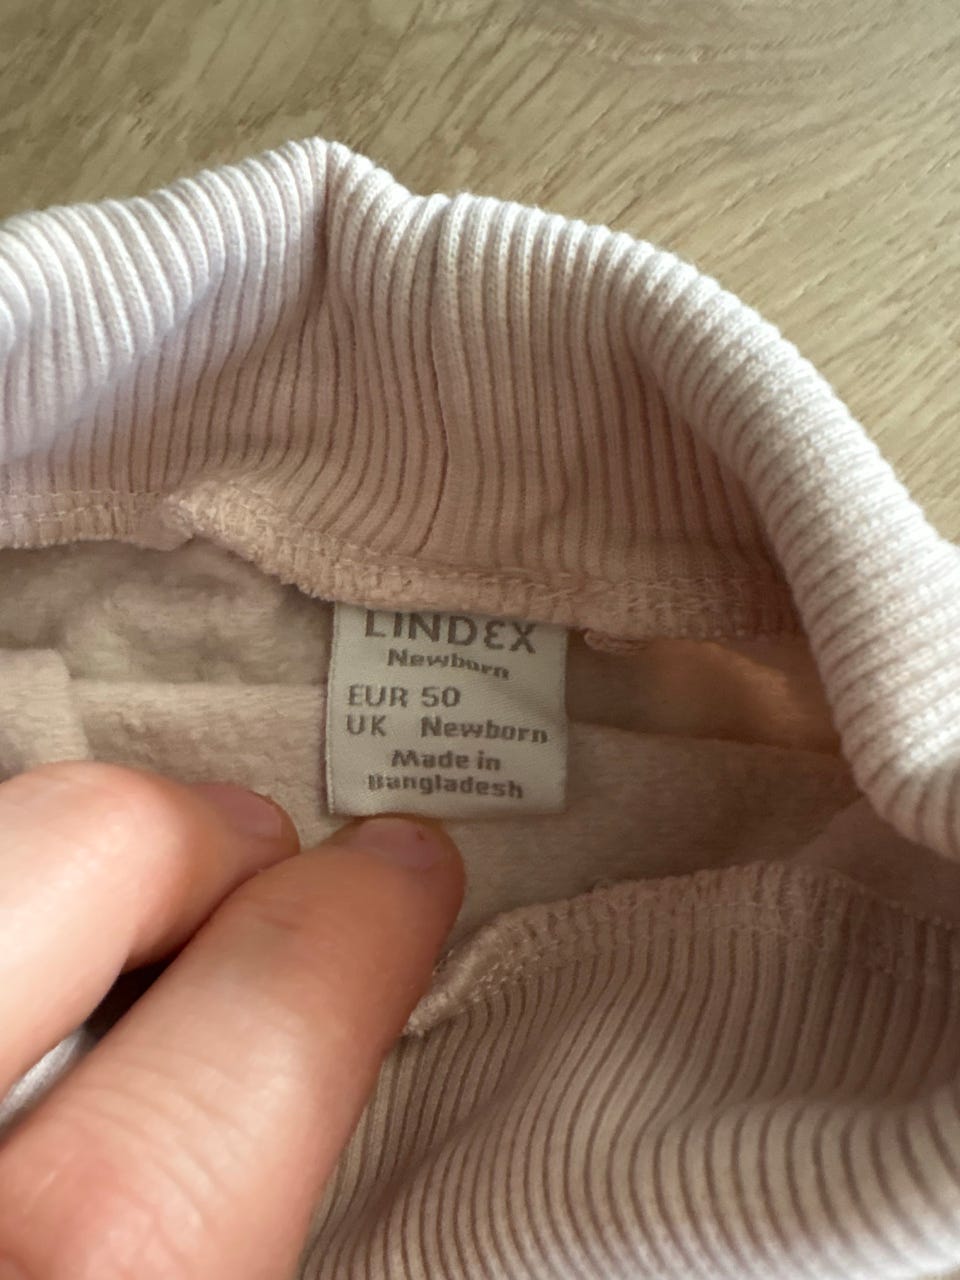 LINDEX
Newborn
EUR 50
UK Newborn
Made in
Bangladesh